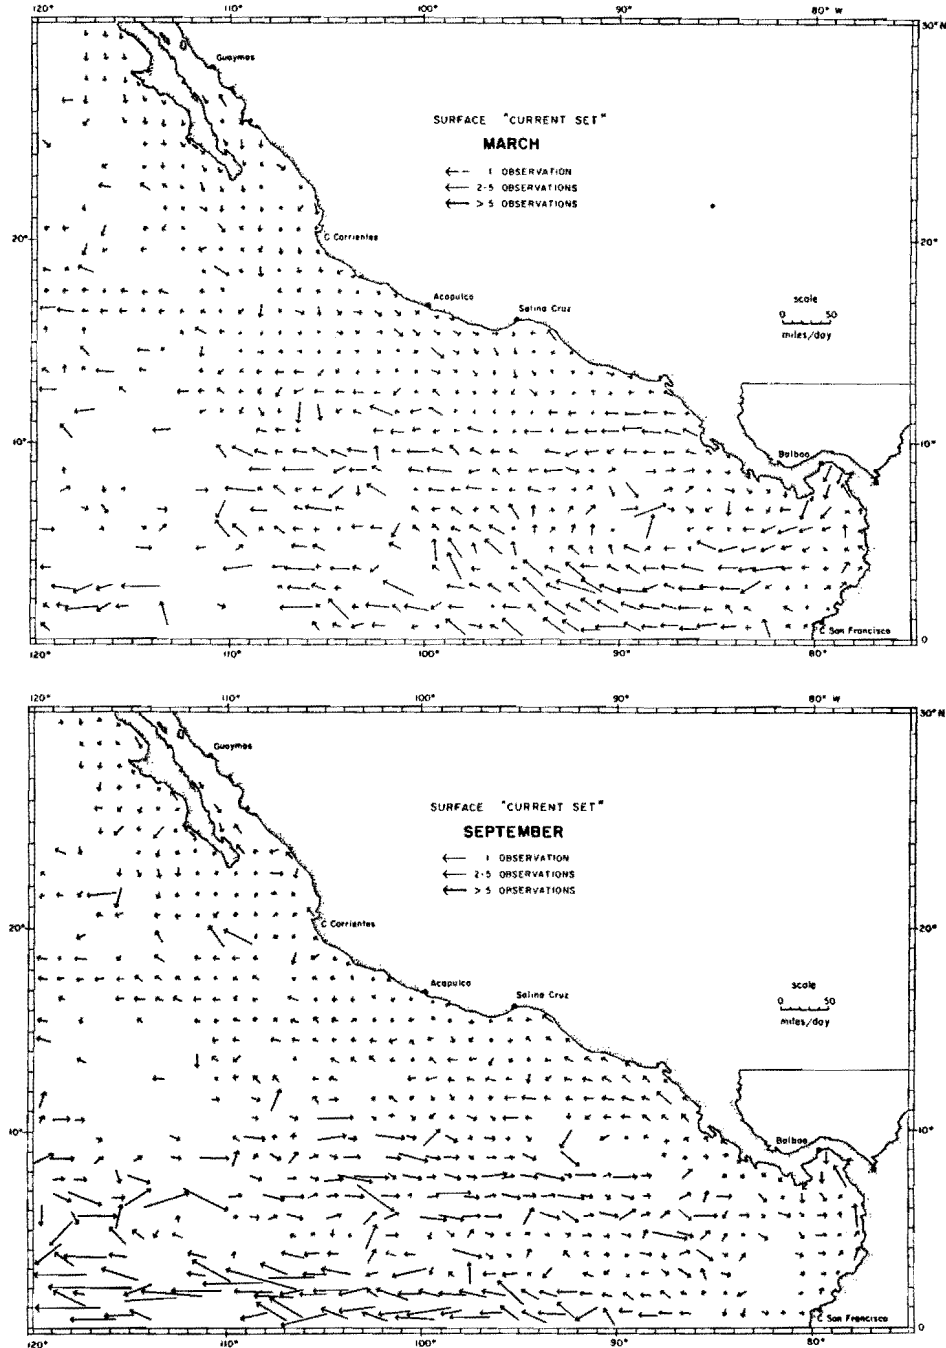 120° 110° 100° 90° 80° W
30° N
Guaymas
SURFACE "CURRENT SET"
MARCH
1 OBSERVATION
2-5 OBSERVATIONS
> 5 OBSERVATIONS
20° C Corrientes 20°
Acapulco
Salina Cruz
scale
0 50
miles/day
10° 10°
Balboa
C San Francisco 0
120° 110° 100° 90° 80°
120° 110° 100° 90° 80° W
30° N
Guaymas
SURFACE "CURRENT SET"
SEPTEMBER
1 OBSERVATION
2-5 OBSERVATIONS
> 5 OBSERVATIONS
20° C Corrientes 20°
Acapulco
Salina Cruz
scale
0 50
miles/day
10° 10°
Balboa
C San Francisco
120° 110° 100° 90° 80°